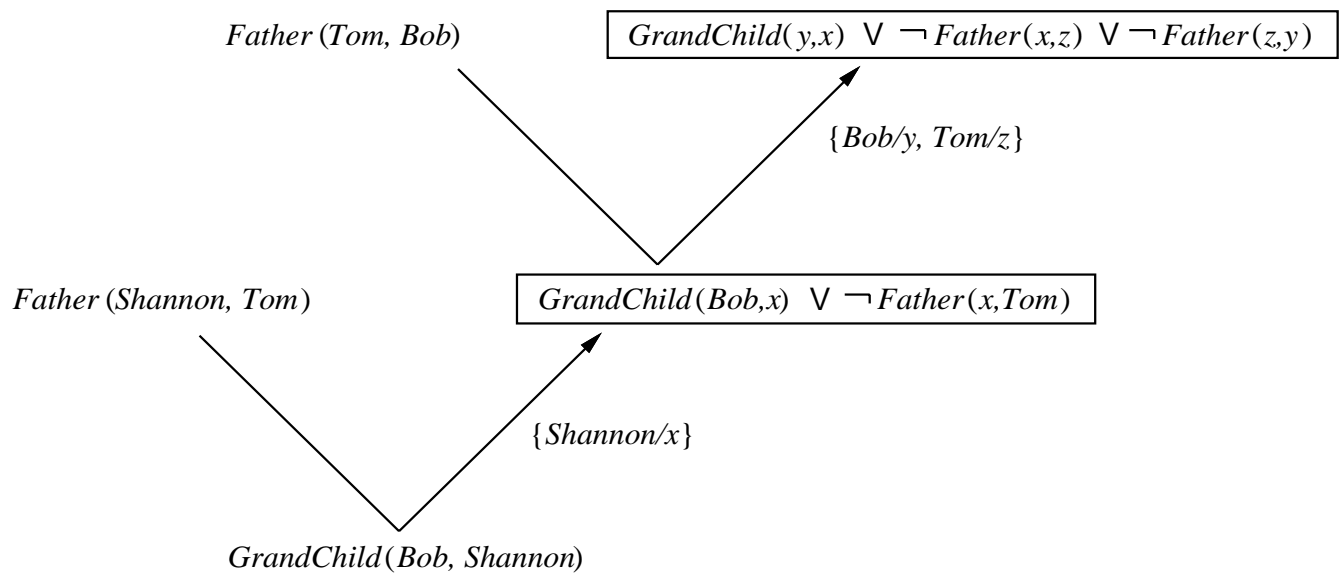 Father (Tom, Bob)
GrandChild(y,x) ∨ ¬ Father(x,z) ∨ ¬ Father(z,y)
{Bob/y, Tom/z}
Father (Shannon, Tom)
GrandChild(Bob,x) ∨ ¬ Father(x,Tom)
{Shannon/x}
GrandChild(Bob, Shannon)